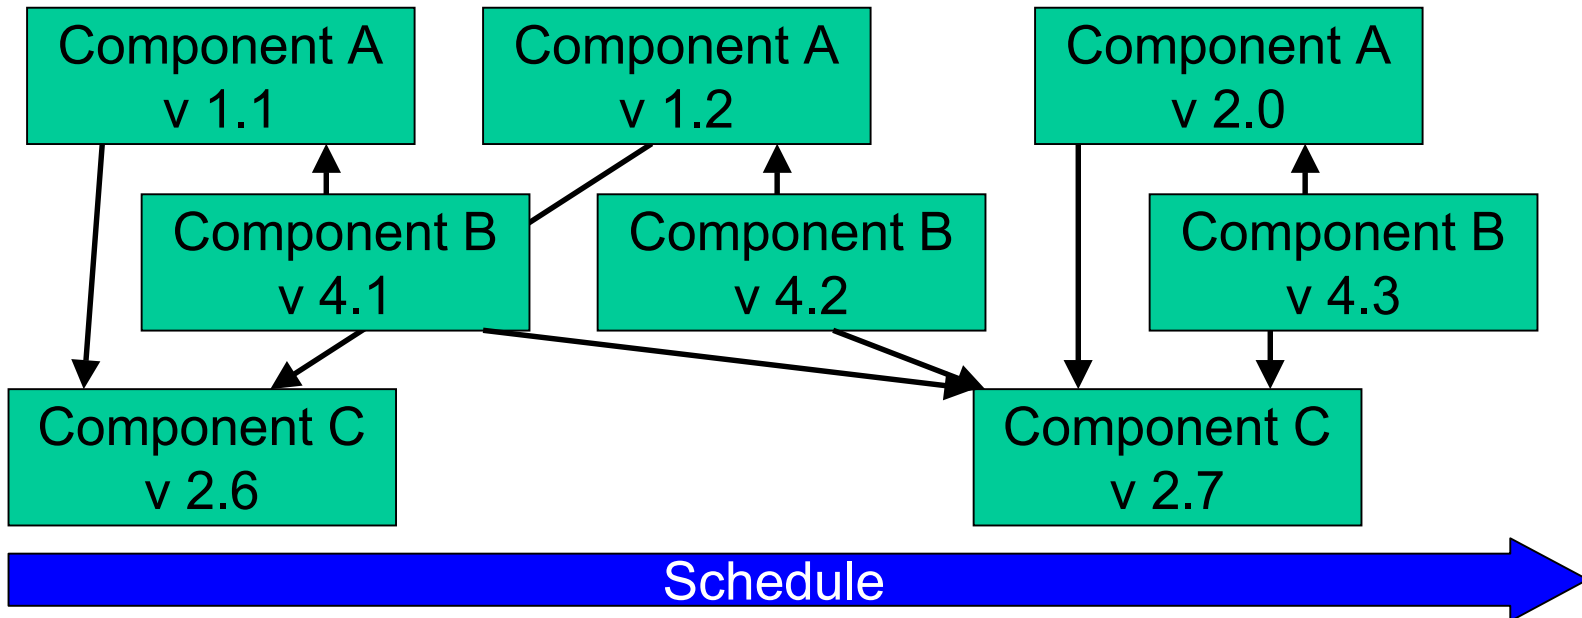 Component A
v 1.1
Component A
v 1.2
Component A
v 2.0
Component B
v 4.1
Component B
v 4.2
Component B
v 4.3
Component C
v 2.6
Component C
v 2.7
Schedule